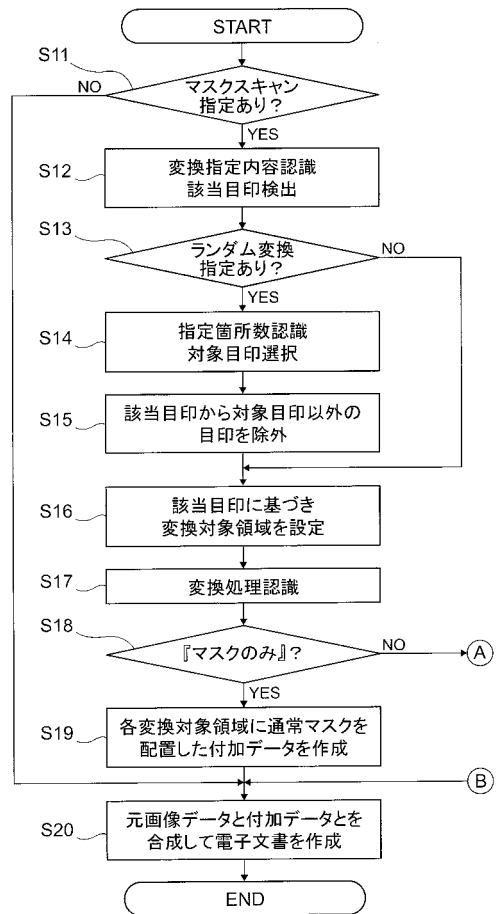 START
S11
マスクスキャン
指定あり?
NO
YES
S12
変換指定内容認識
該当目印検出
S13
ランダム変換
指定あり?
NO
YES
S14
指定箇所数認識
対象目印選択
S15
該当目印から対象目印以外の
目印を除外
S16
該当目印に基づき
変換対象領域を設定
S17
変換処理認識
S18
『マスクのみ』?
NO
A
YES
S19
各変換対象領域に通常マスクを
配置した付加データを作成
B
S20
元画像データと付加データとを
合成して電子文書を作成
END